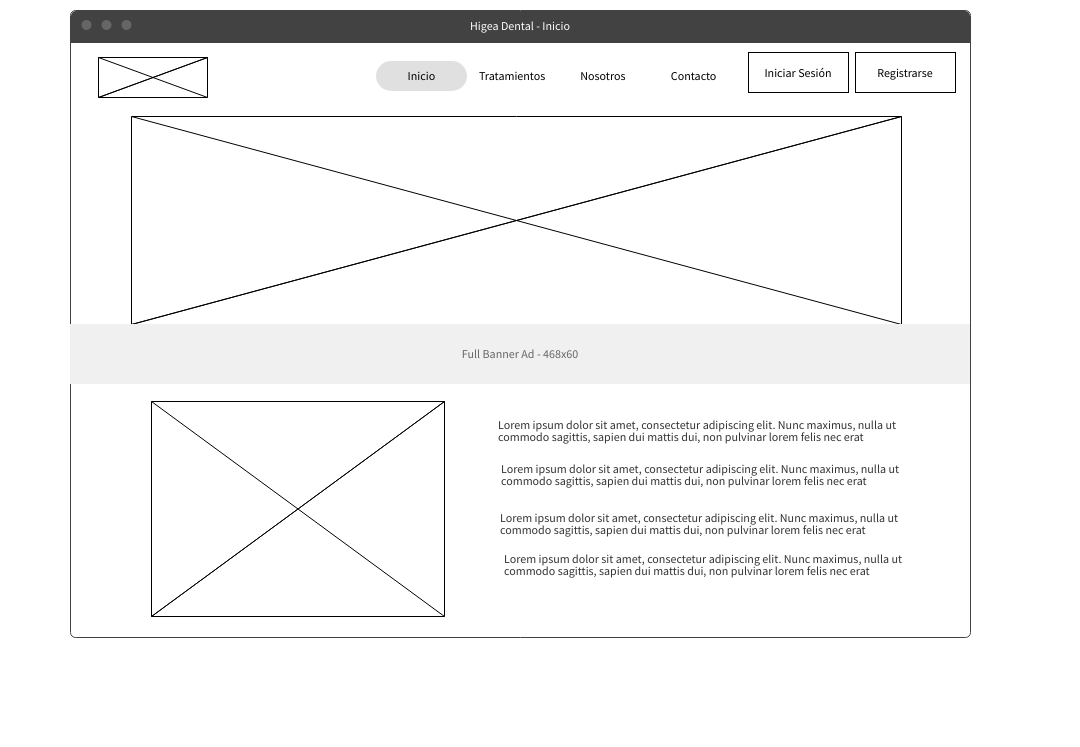 Higea Dental - Inicio
Inicio
Tratamientos
Nosotros
Contacto
Iniciar Sesión
Registrarse
Full Banner Ad - 468x60
Lorem ipsum dolor sit amet, consectetur adipiscing elit. Nunc maximus, nulla ut
commodo sagittis, sapien dui mattis dui, non pulvinar lorem felis nec erat
Lorem ipsum dolor sit amet, consectetur adipiscing elit. Nunc maximus, nulla ut
commodo sagittis, sapien dui mattis dui, non pulvinar lorem felis nec erat
Lorem ipsum dolor sit amet, consectetur adipiscing elit. Nunc maximus, nulla ut
commodo sagittis, sapien dui mattis dui, non pulvinar lorem felis nec erat
Lorem ipsum dolor sit amet, consectetur adipiscing elit. Nunc maximus, nulla ut
commodo sagittis, sapien dui mattis dui, non pulvinar lorem felis nec erat